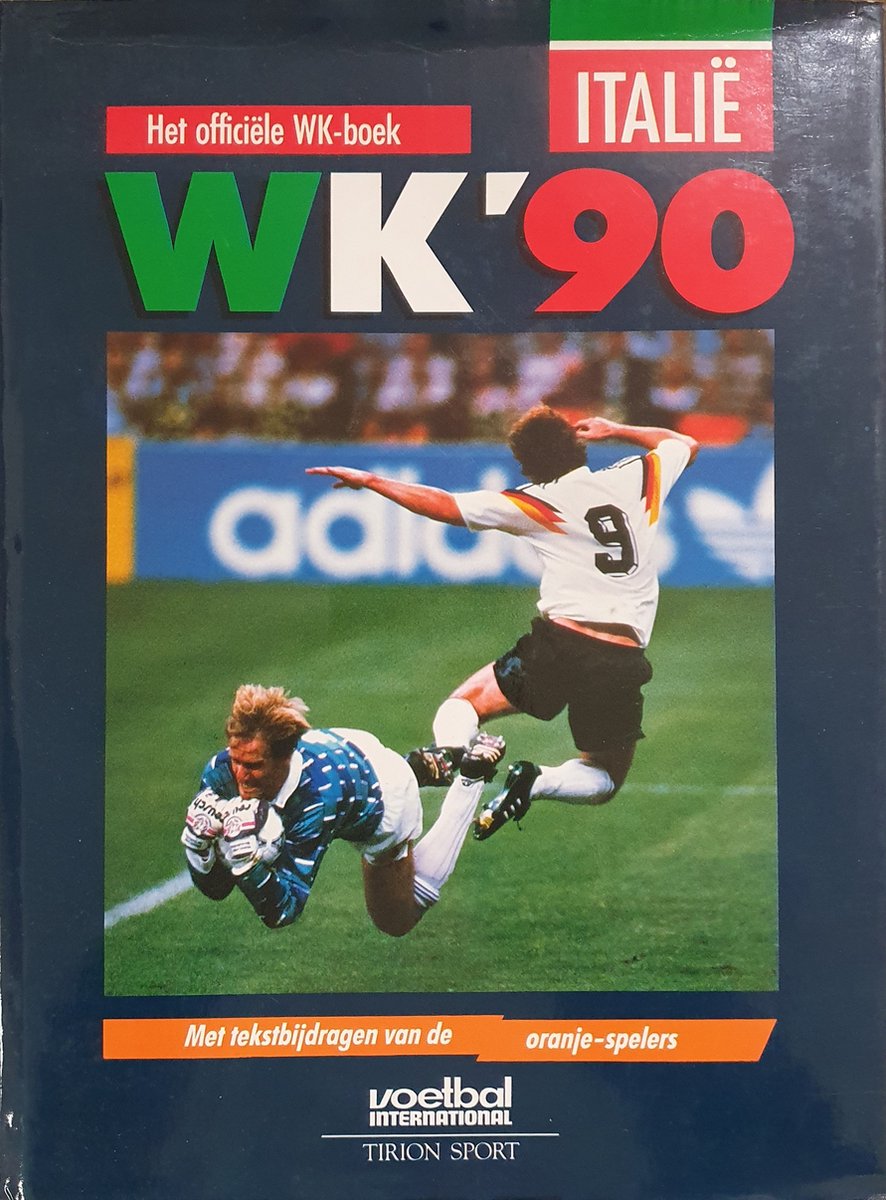 ITALIË
Het officiële WK-boek
WK'90
adidas
9
reusch
Met tekstbijdragen van de oranje-spelers
voetbal
INTERNATIONAL
TIRION SPORT